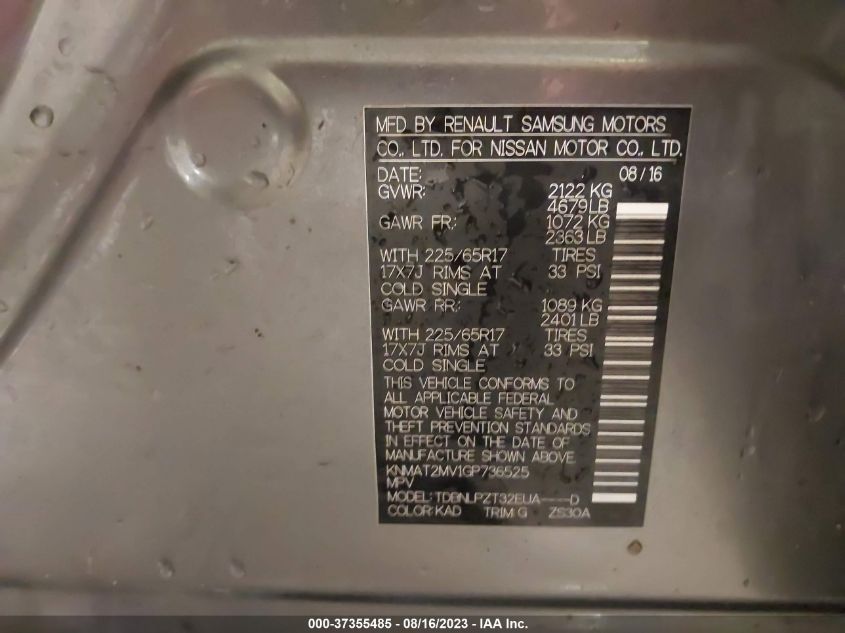 MFD BY RENAULT SAMSUNG MOTORS
CO., LTD. FOR NISSAN MOTOR CO., LTD.
DATE: 08/16
GVWR: 2122 KG
4679LB
GAWR FR: 1072 KG
2363 LB
WITH 225/65R17 TIRES
17X7J RIMS AT 33 PSI
COLD SINGLE
GAWR RR: 1089 KG
2401LB
WITH 225/65R17 TIRES
17X7J RIMS AT 33 PSI
COLD SINGLE
THIS VEHICLE CONFORMS TO
ALL APPLICABLE FEDERAL
MOTOR VEHICLE SAFETY AND
THEFT PREVENTION STANDARDS
IN EFFECT ON THE DATE OF
MANUFACTURE SHOWN ABOVE
KNMAT2MV1GP736525
MPV
MODEL: TDBNLPZT32EUA----D
COLOR: KAD TRIM: G ZS30A
000-37355485 - 08/16/2023 - IAA Inc.